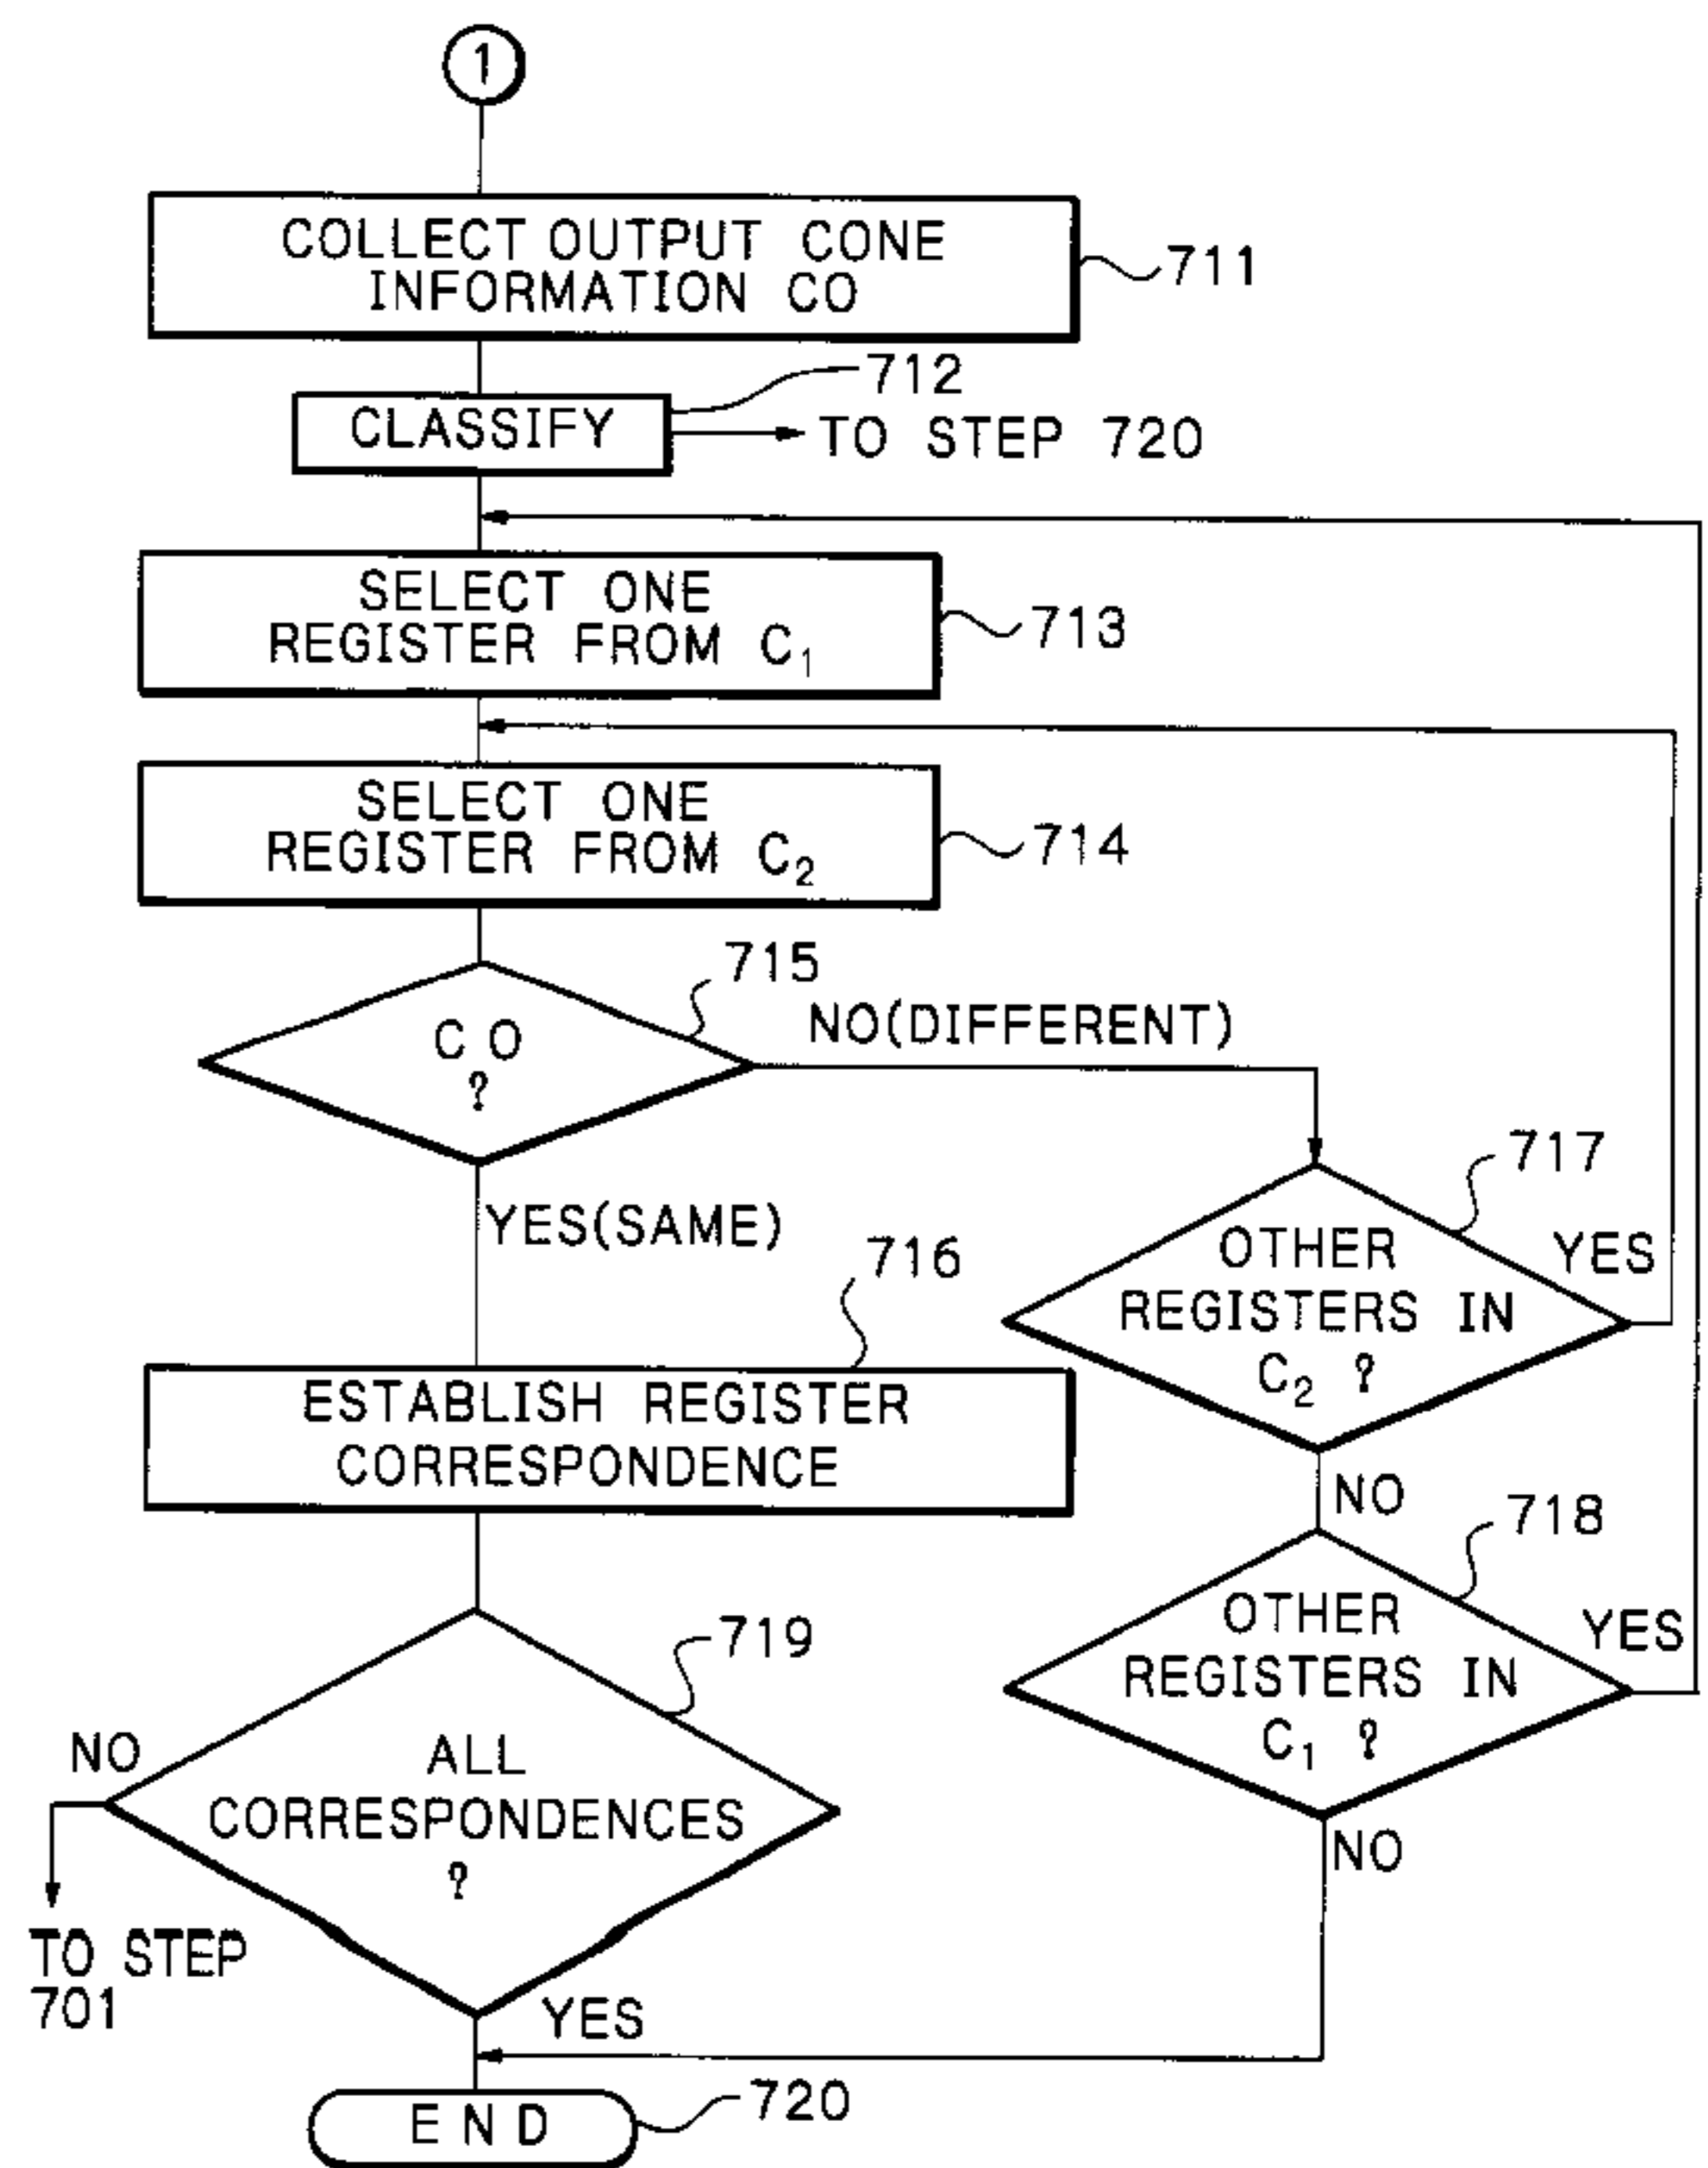 1
COLLECT OUTPUT CONE
INFORMATION CO
711
712
CLASSIFY
TO STEP 720
SELECT ONE
REGISTER FROM C1
713
SELECT ONE
REGISTER FROM C2
714
715
C O
?
NO(DIFFERENT)
YES(SAME)
716
717
OTHER
REGISTERS IN
C2 ?
YES
ESTABLISH REGISTER
CORRESPONDENCE
NO
718
OTHER
REGISTERS IN
C1 ?
YES
719
NO
ALL
CORRESPONDENCES
?
NO
TO STEP
701
YES
720
END